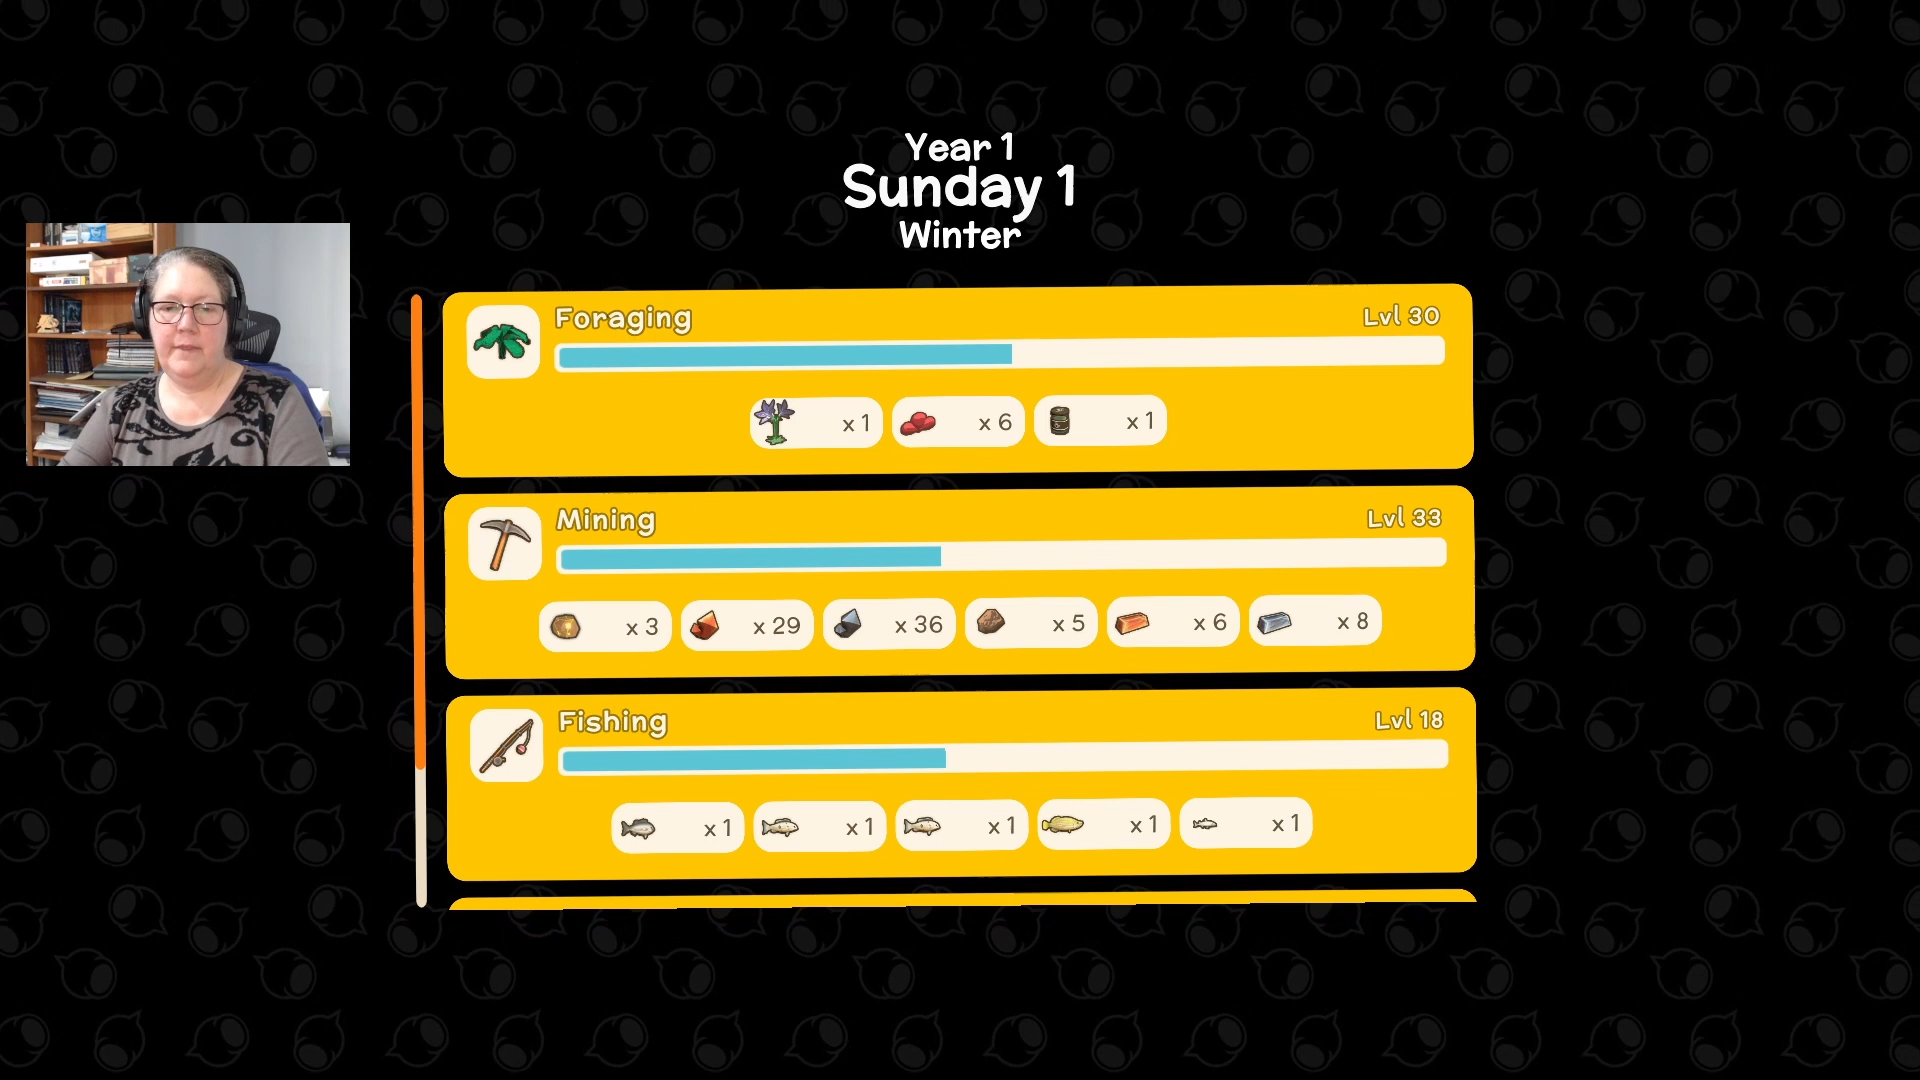 Year 1
Sunday 1
Winter
Foraging Lvl 30
x 1 x 6 x 1
Mining Lvl 33
x 3 x 29 x 36 x 5 x 6 x 8
Fishing Lvl 18
x 1 x 1 x 1 x 1 x 1